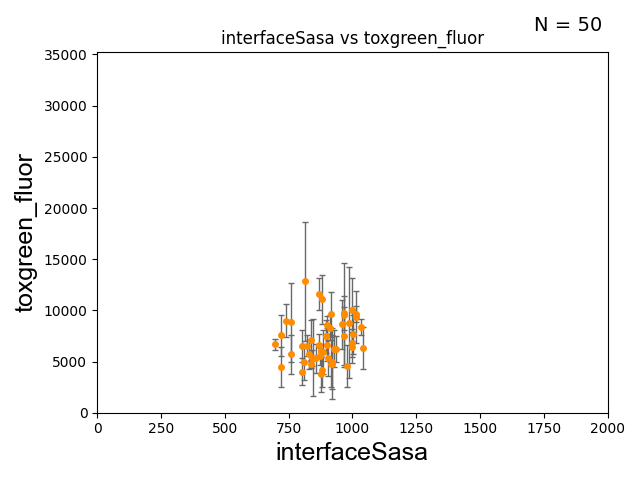 N = 50
interfaceSasa vs toxgreen_fluor
35000
30000
25000
20000
15000
10000
5000
0
toxgreen_fluor
0 250 500 750 1000 1250 1500 1750 2000
interfaceSasa